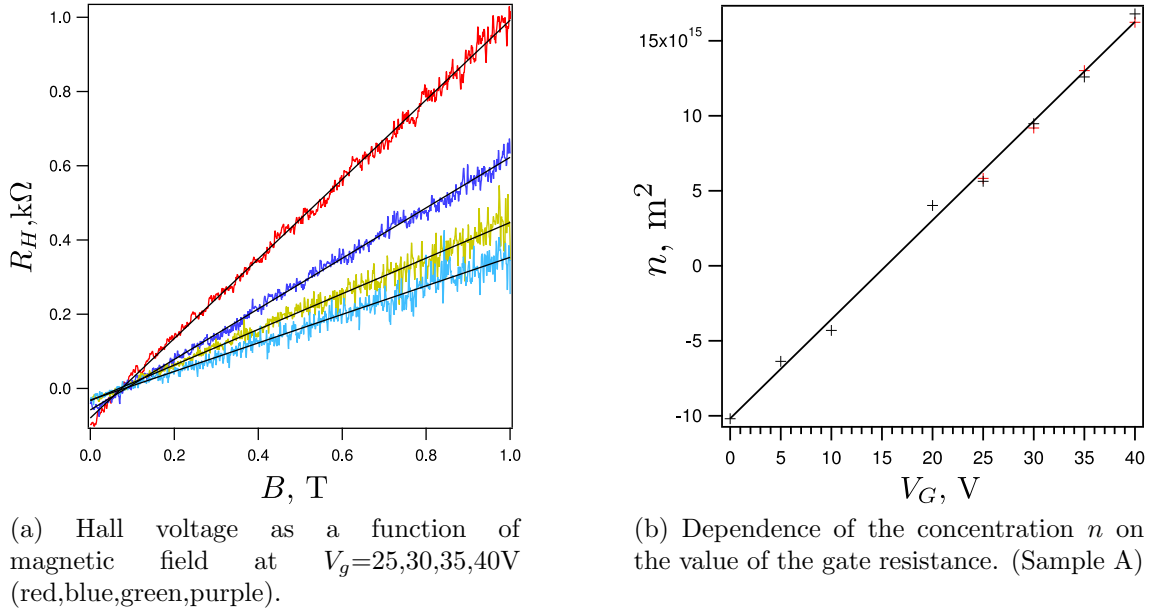 1.0
0.8
0.6
0.4
0.2
0.0
R_H,kΩ
0.0 0.2 0.4 0.6 0.8 1.0
B, T
(a) Hall voltage as a function of
magnetic field at V_g=25,30,35,40V
(red,blue,green,purple).
15x10^15
10
5
0
-5
-10
n, m^2
0 5 10 15 20 25 30 35 40
V_G, V
(b) Dependence of the concentration n on
the value of the gate resistance. (Sample A)